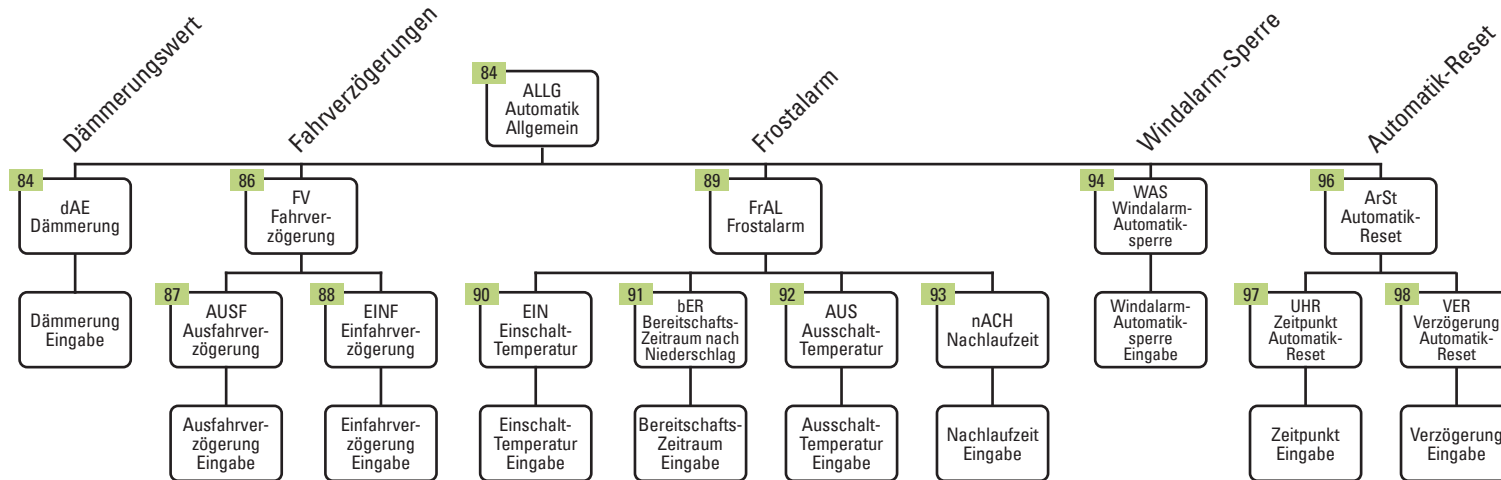 Dämmerungswert
Fahrverzögerungen
Frostalarm
Windalarm-Sperre
Automatik-Reset
84
ALLG
Automatik
Allgemein
84
dAE
Dämmerung
86
FV
Fahrver-
zögerung
89
FrAL
Frostalarm
94
WAS
Windalarm-
Automatik-
sperre
96
ArSt
Automatik-
Reset
Dämmerung
Eingabe
87
AUSF
Ausfahrver-
zögerung
88
EINF
Einfahrver-
zögerung
90
EIN
Einschalt-
Temperatur
91
bER
Bereitschafts-
Zeitraum nach
Niederschlag
92
AUS
Ausschalt-
Temperatur
93
nACH
Nachlaufzeit
Windalarm-
Automatik-
sperre
Eingabe
97
UHR
Zeitpunkt
Automatik-
Reset
98
VER
Verzögerung
Automatik-
Reset
Ausfahrver-
zögerung
Eingabe
Einfahrver-
zögerung
Eingabe
Einschalt-
Temperatur
Eingabe
Bereitschafts-
Zeitraum
Eingabe
Ausschalt-
Temperatur
Eingabe
Nachlaufzeit
Eingabe
Zeitpunkt
Eingabe
Verzögerung
Eingabe